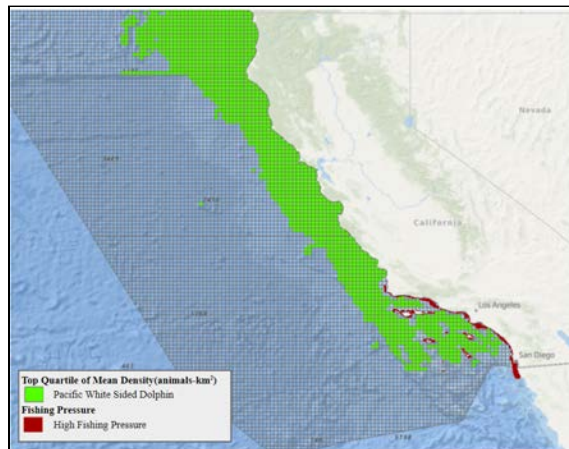 Nevada
California
Los Angeles
San Diego
Top Quartile of Mean Density(animals-km²)
Pacific White Sided Dolphin
Fishing Pressure
High Fishing Pressure